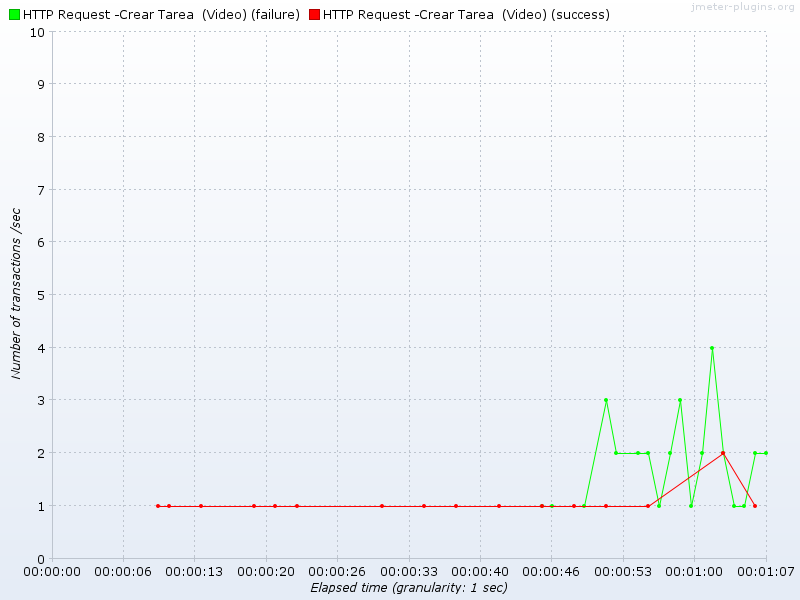 HTTP Request -Crear Tarea  (Video) (failure) HTTP Request -Crear Tarea  (Video) (success)
jmeter-plugins.org
10
9
8
7
6
5
4
3
2
1
0
Number of transactions /sec
00:00:00 00:00:06 00:00:13 00:00:20 00:00:26 00:00:33 00:00:40 00:00:46 00:00:53 00:01:00 00:01:07
Elapsed time (granularity: 1 sec)